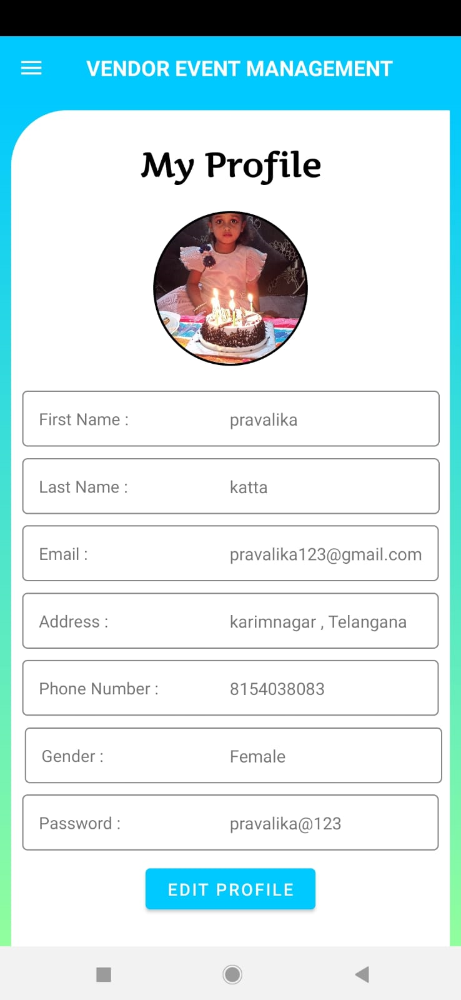 VENDOR EVENT MANAGEMENT
My Profile
First Name : pravalika
Last Name : katta
Email : pravalika123@gmail.com
Address : karimnagar , Telangana
Phone Number : 8154038083
Gender : Female
Password : pravalika@123
EDIT PROFILE